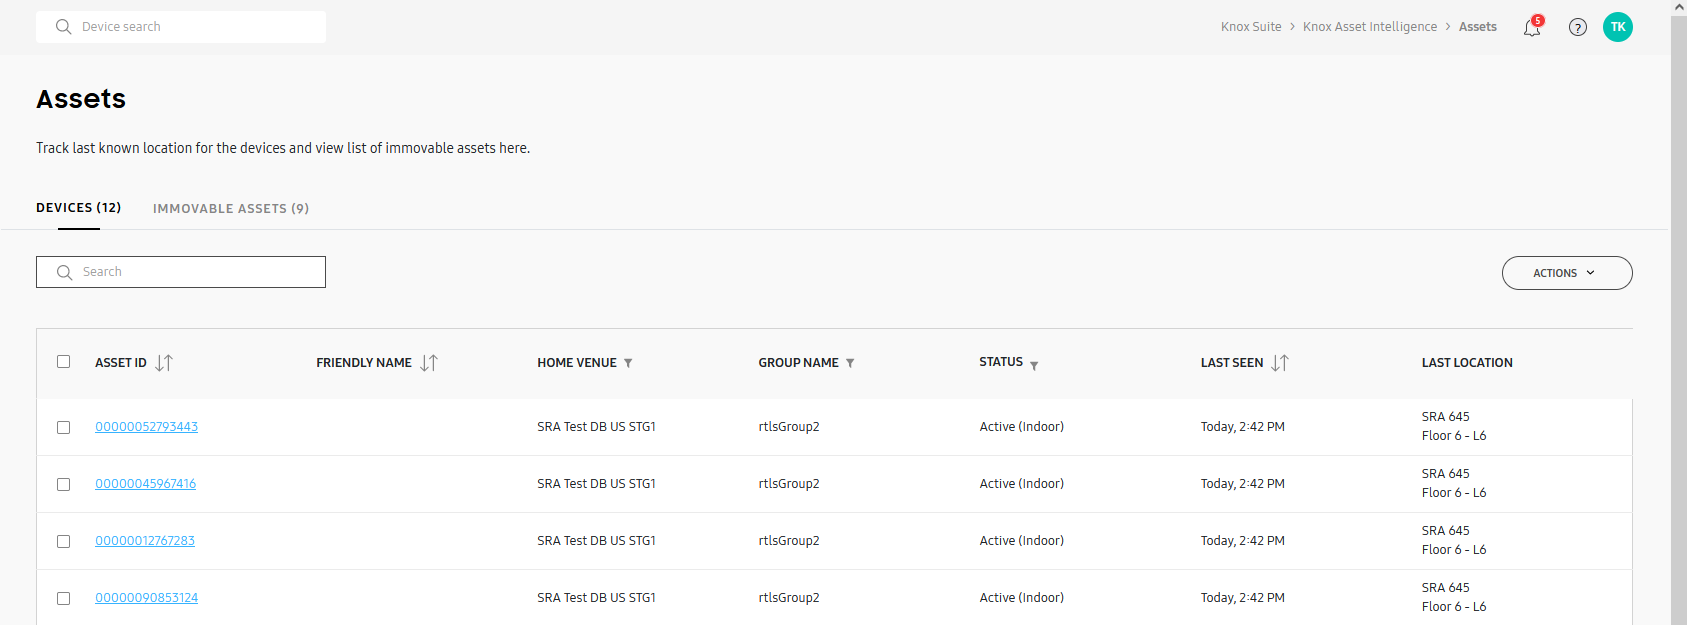 Device search
Knox Suite > Knox Asset Intelligence > Assets
5
?
TK
Assets
Track last known location for the devices and view list of immovable assets here.
DEVICES (12)
IMMOVABLE ASSETS (9)
Search
ACTIONS
ASSET ID FRIENDLY NAME HOME VENUE GROUP NAME STATUS LAST SEEN LAST LOCATION
00000052793443 SRA Test DB US STG1 rtlsGroup2 Active (Indoor) Today, 2:42 PM SRA 645
Floor 6 - L6
00000045967416 SRA Test DB US STG1 rtlsGroup2 Active (Indoor) Today, 2:42 PM SRA 645
Floor 6 - L6
00000012767283 SRA Test DB US STG1 rtlsGroup2 Active (Indoor) Today, 2:42 PM SRA 645
Floor 6 - L6
00000090853124 SRA Test DB US STG1 rtlsGroup2 Active (Indoor) Today, 2:42 PM SRA 645
Floor 6 - L6